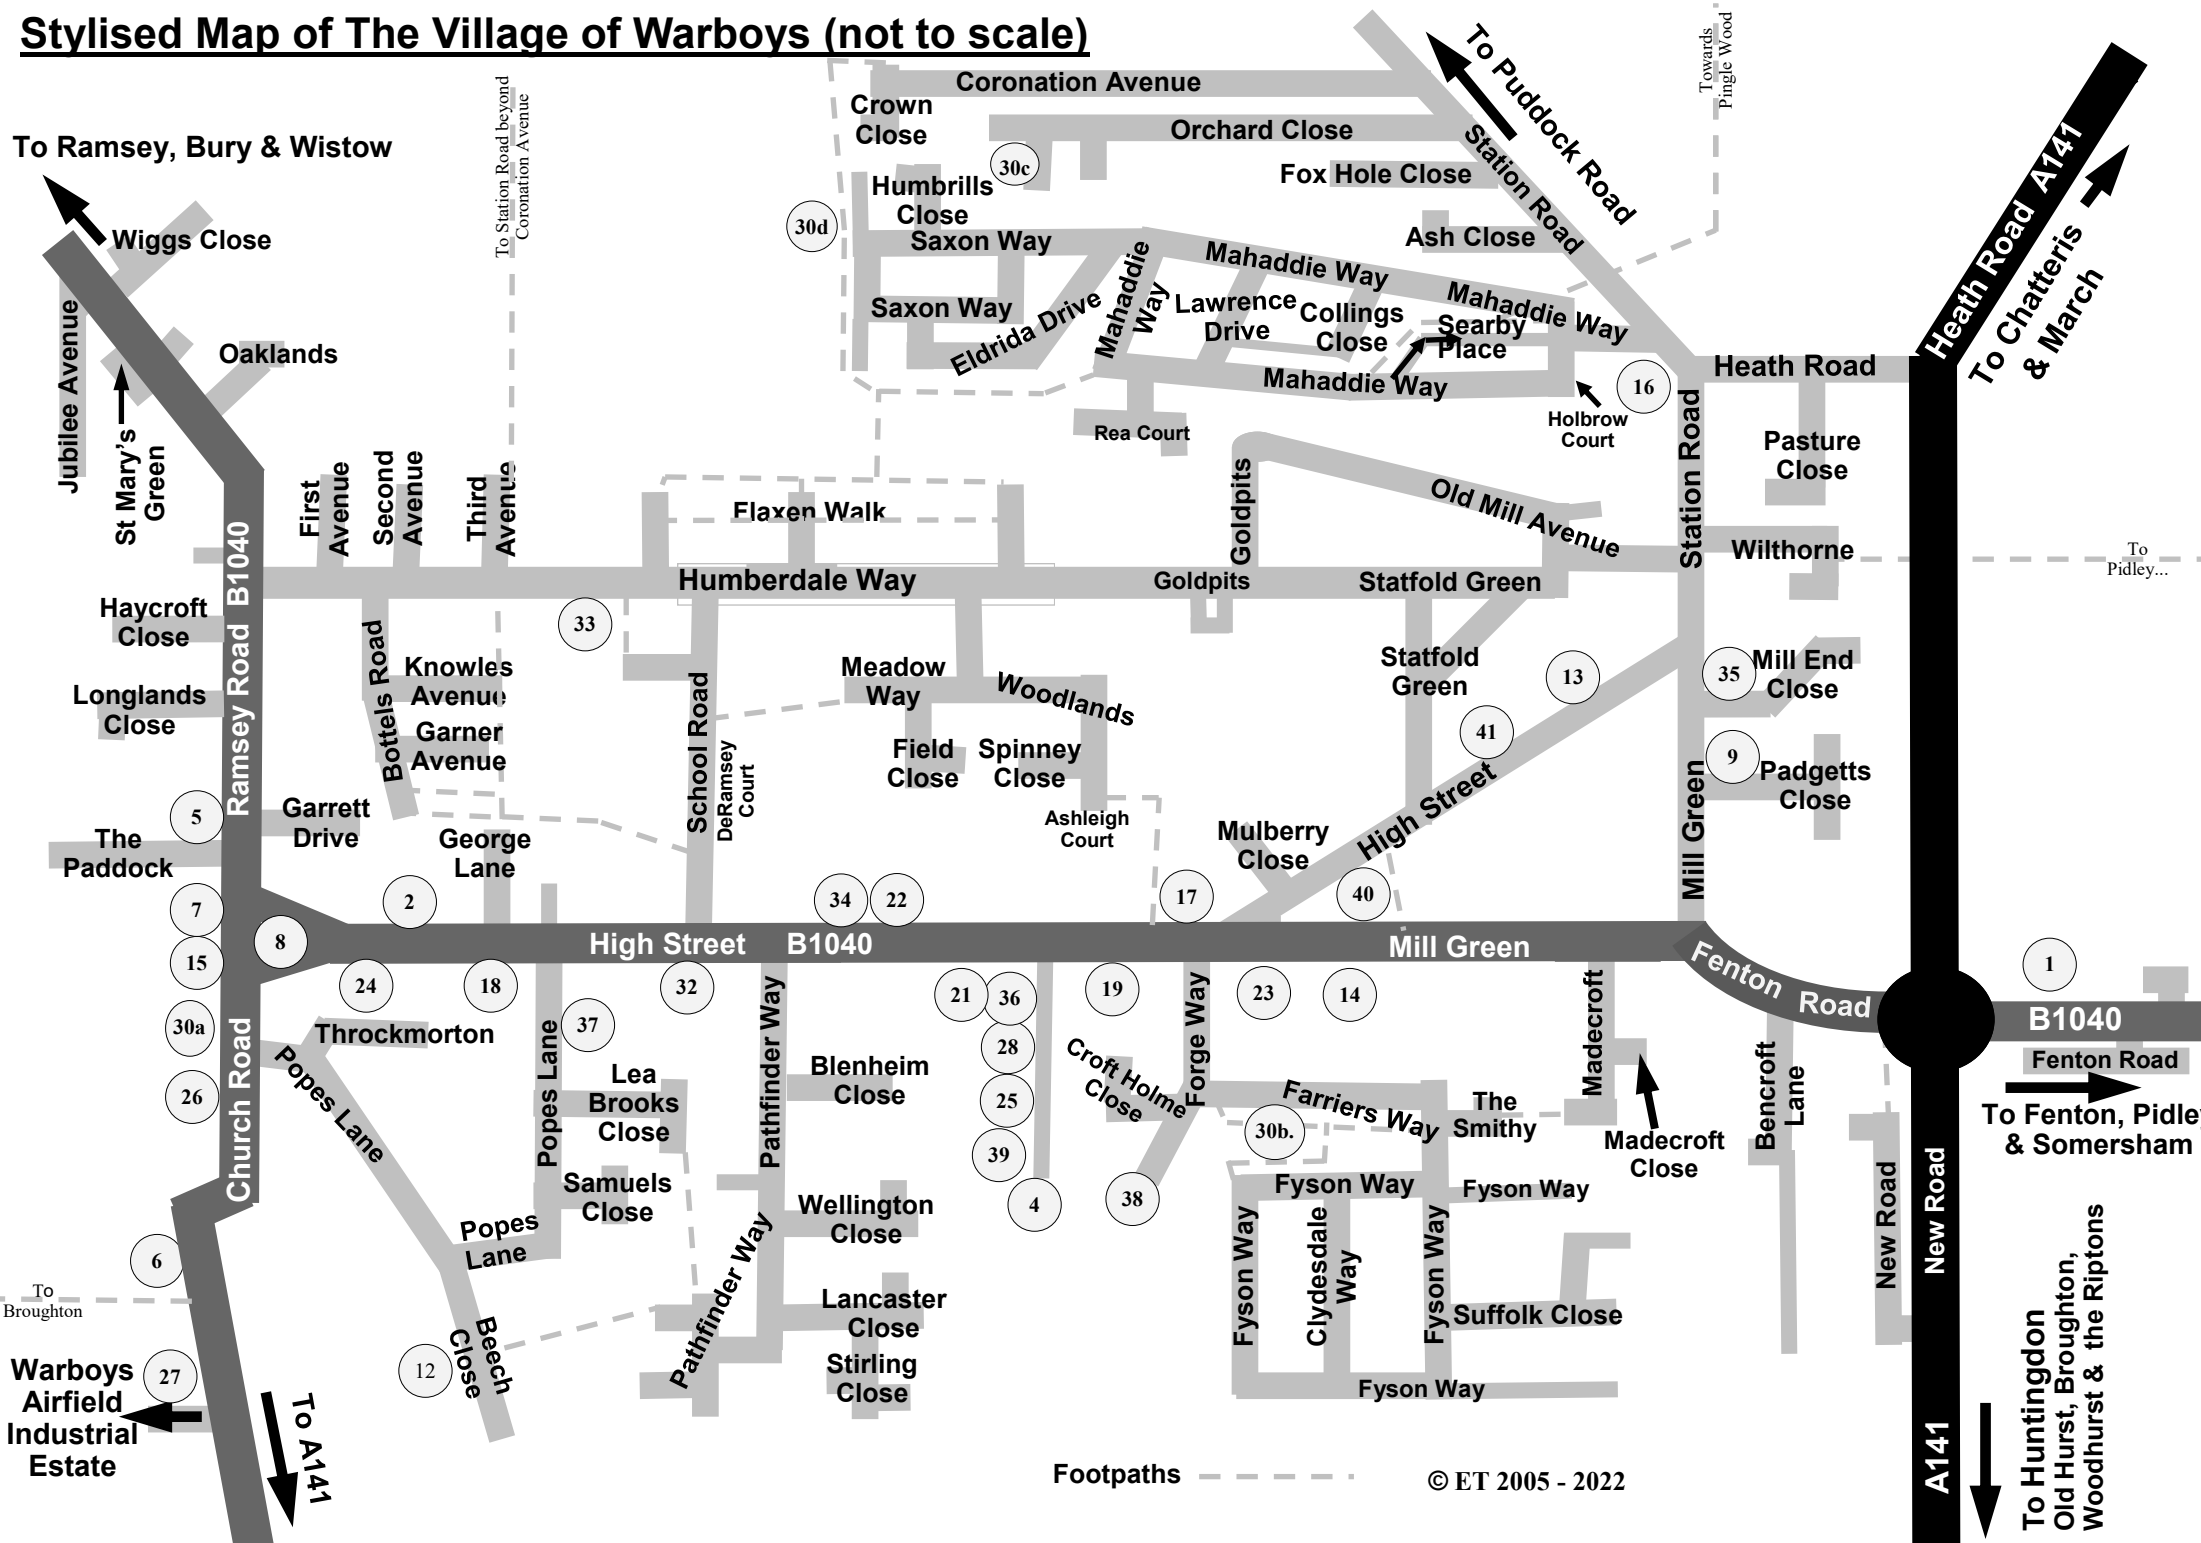 Stylised Map of The Village of Warboys (not to scale)
To Ramsey, Bury & Wistow
Wiggs Close
Oaklands
Jubilee Avenue
St Mary's
Green
To Station Road beyond
Coronation Avenue
First
Avenue
Second
Avenue
Third
Avenue
Crown
Close
Coronation Avenue
Orchard Close
30c
Humbrills
Close
30d
Saxon Way
Saxon Way
Eldrida Drive
Mahaddie
Way
Mahaddie Way
Mahaddie Way
Lawrence
Drive
Collings
Close
Searby
Place
Mahaddie Way
Rea Court
Holbrow
Court
Fox Hole Close
Ash Close
Station Road
To Puddock Road
Towards
Pingle Wood
16
Heath Road
Heath Road A141
To Chatteris
& March
Pasture
Close
Station Road
Wilthorne
To
Pidley...
Goldpits
Old Mill Avenue
Flaxen Walk
Humberdale Way
Goldpits
Statfold Green
Ramsey Road B1040
Haycroft
Close
Longlands
Close
33
Bottels Road
Knowles
Avenue
Garner
Avenue
School Road
DeRamsey
Court
Meadow
Way
Woodlands
Field
Close
Spinney
Close
Ashleigh
Court
Statfold
Green
13
41
35
Mill End
Close
9
Padgetts
Close
Mill Green
High Street
Mulberry
Close
5
Garrett
Drive
The
Paddock
George
Lane
7
2
34
22
17
40
8
15
High Street B1040
Mill Green
Fenton Road
1
B1040
Fenton Road
To Fenton, Pidley
& Somersham
24
18
32
21
36
19
23
14
30a
Throckmorton
37
28
26
25
39
4
38
Church Road
Popes Lane
Popes Lane
Lea
Brooks
Close
Samuels
Close
Popes
Lane
Pathfinder Way
Blenheim
Close
Wellington
Close
Pathfinder Way
Lancaster
Close
Stirling
Close
Croft Holme
Close
Forge Way
Farriers Way
30b.
The
Smithy
Madecroft
Madecroft
Close
Bencroft
Lane
New Road
New Road
Fyson Way
Fyson Way
Fyson Way
Clydesdale
Way
Fyson Way
Suffolk Close
Fyson Way
6
To
Broughton
27
Warboys
Airfield
Industrial
Estate
To A141
12
Beech
Close
A141
To Huntingdon
Old Hurst, Broughton,
Woodhurst & the Riptons
Footpaths
© ET 2005 - 2022